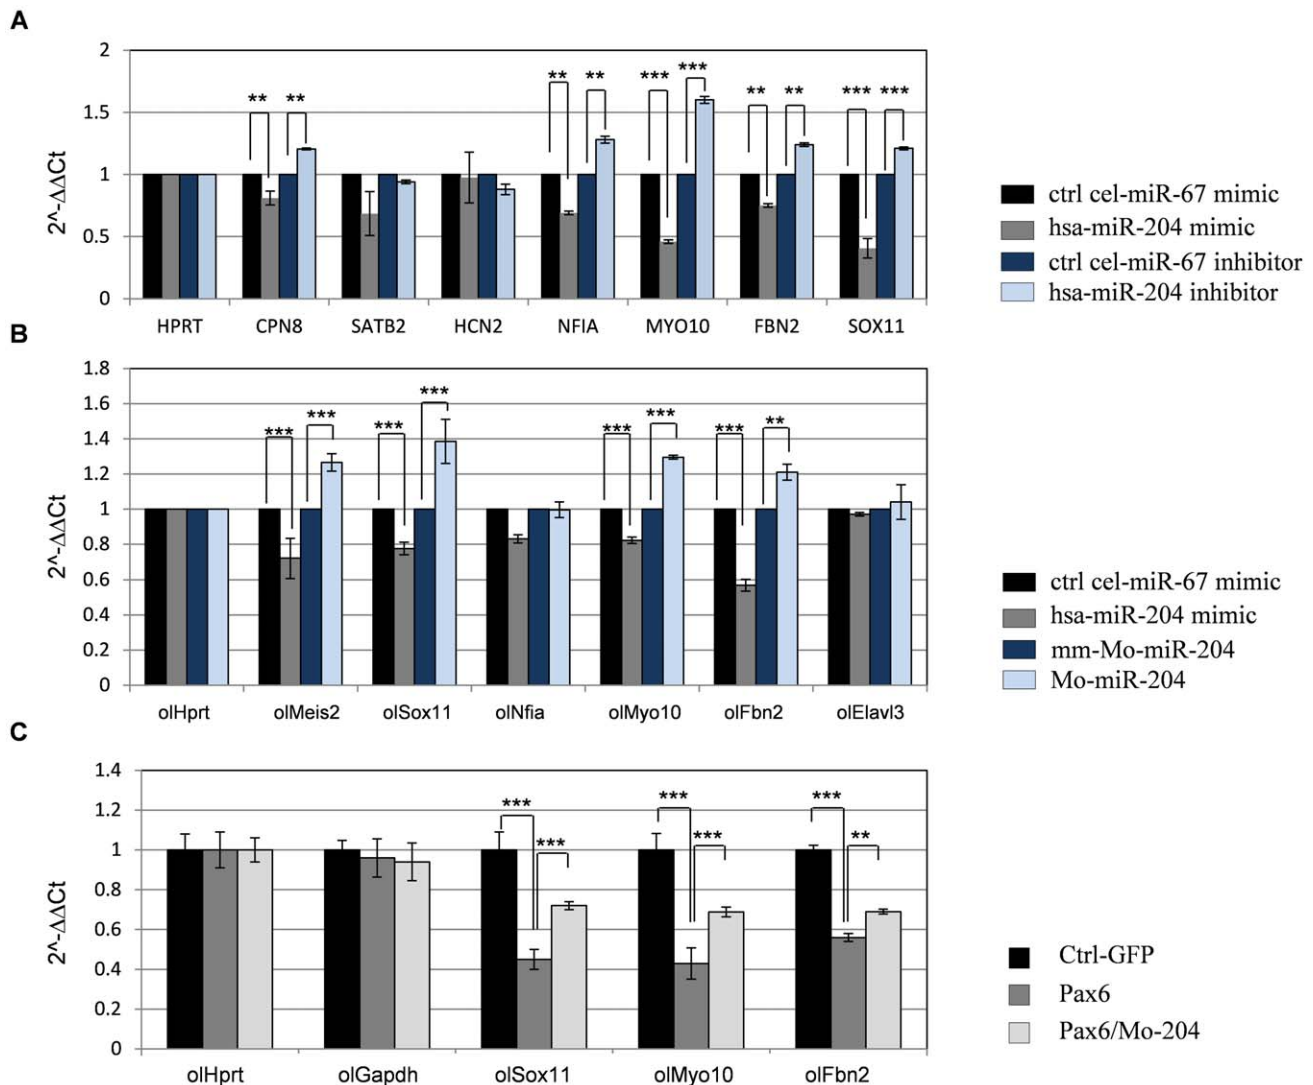 A
2^-ΔΔCt
2
1.5
1
0.5
0
** ** ** ** *** *** ** ** *** ***
HPRT CPN8 SATB2 HCN2 NFIA MYO10 FBN2 SOX11
ctrl cel-miR-67 mimic
hsa-miR-204 mimic
ctrl cel-miR-67 inhibitor
hsa-miR-204 inhibitor
B
2^-ΔΔCt
1.8
1.6
1.4
1.2
1
0.8
0.6
0.4
0.2
0
*** *** *** *** *** *** *** **
olHprt olMeis2 olSox11 olNfia olMyo10 olFbn2 olElavl3
ctrl cel-miR-67 mimic
hsa-miR-204 mimic
mm-Mo-miR-204
Mo-miR-204
C
2^-ΔΔCt
1.4
1.2
1
0.8
0.6
0.4
0.2
0
*** *** *** *** *** **
olHprt olGapdh olSox11 olMyo10 olFbn2
Ctrl-GFP
Pax6
Pax6/Mo-204